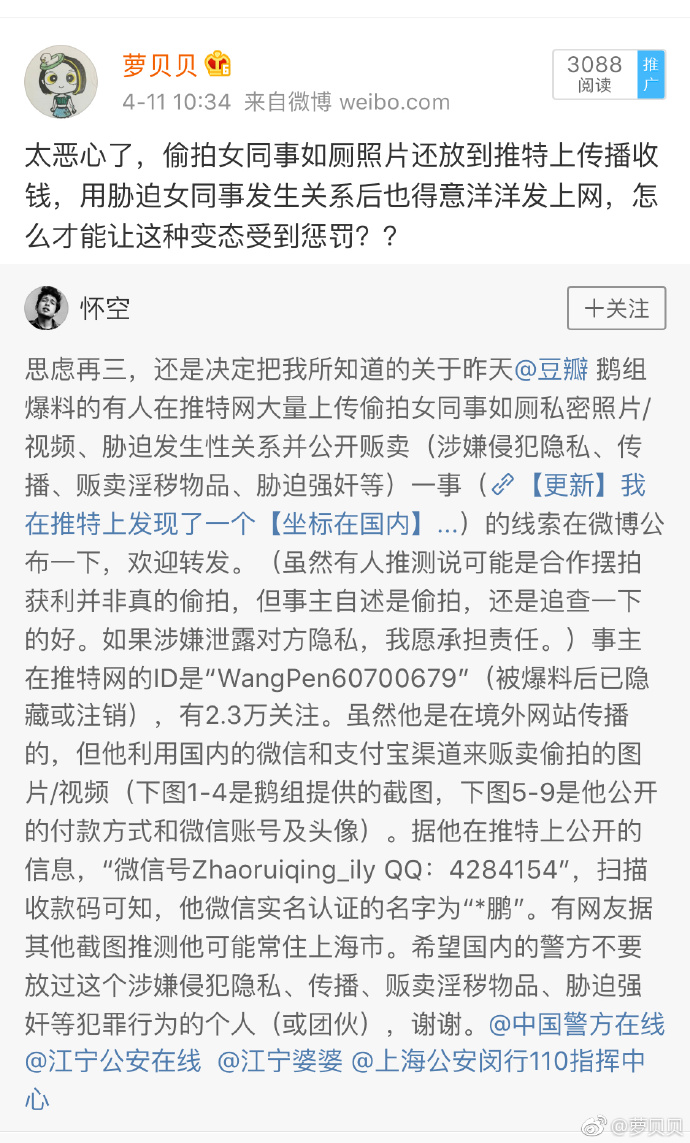 萝贝贝
4-11 10:34 来自微博 weibo.com
3088
阅读
推广
太恶心了，偷拍女同事如厕照片还放到推特上传播收
钱，用胁迫女同事发生关系后也得意洋洋发上网，怎
么才能让这种变态受到惩罚？？
怀空
十关注
思虑再三，还是决定把我所知道的关于昨天@豆瓣 鹅组
爆料的有人在推特网大量上传偷拍女同事如厕私密照片/
视频、胁迫发生性关系并公开贩卖（涉嫌侵犯隐私、传
播、贩卖淫秽物品、胁迫强奸等）一事（【更新】我
在推特上发现了一个【坐标在国内】...）的线索在微博公
布一下，欢迎转发。（虽然有人推测说可能是合作摆拍
获利并非真的偷拍，但事主自述是偷拍，还是追查一下
的好。如果涉嫌泄露对方隐私，我愿承担责任。）事主
在推特网的ID是“WangPen60700679”（被爆料后已隐
藏或注销），有2.3万关注。虽然他是在境外网站传播
的，但他利用国内的微信和支付宝渠道来贩卖偷拍的图
片/视频（下图1-4是鹅组提供的截图，下图5-9是他公开
的付款方式和微信账号及头像）。据他在推特上公开的
信息，“微信号Zhaoruiqing_ily QQ：4284154”，扫描
收款码可知，他微信实名认证的名字为“*鹏”。有网友据
其他截图推测他可能常住上海市。希望国内的警方不要
放过这个涉嫌侵犯隐私、传播、贩卖淫秽物品、胁迫强
奸等犯罪行为的个人（或团伙），谢谢。@中国警方在线
@江宁公安在线 @江宁婆婆 @上海公安闵行110指挥中
心
@萝贝贝